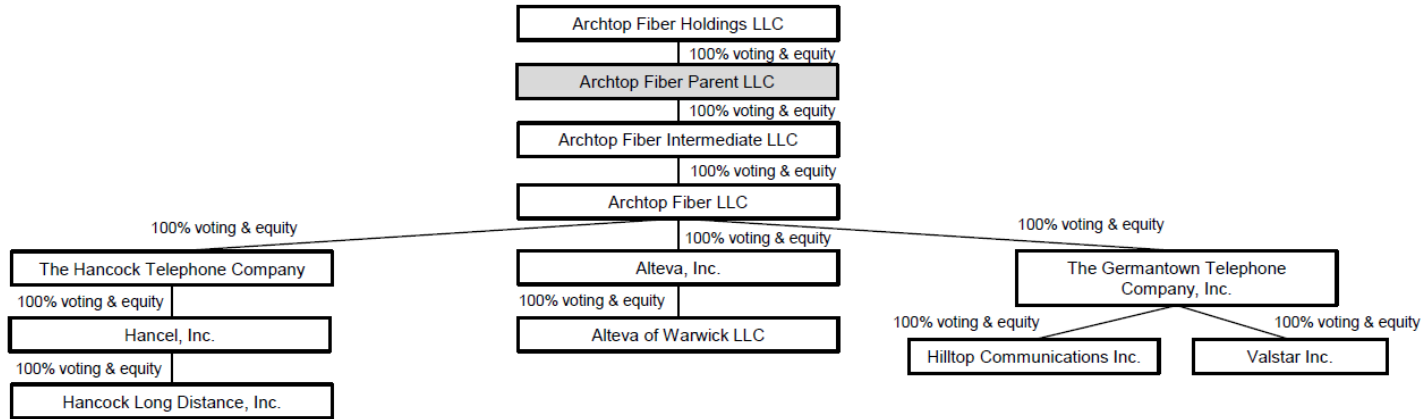 Archtop Fiber Holdings LLC
100% voting & equity
Archtop Fiber Parent LLC
100% voting & equity
Archtop Fiber Intermediate LLC
100% voting & equity
Archtop Fiber LLC
100% voting & equity
100% voting & equity
100% voting & equity
The Hancock Telephone Company
Alteva, Inc.
The Germantown Telephone
Company, Inc.
100% voting & equity
100% voting & equity
100% voting & equity
100% voting & equity
Hancel, Inc.
Alteva of Warwick LLC
Hilltop Communications Inc.
Valstar Inc.
100% voting & equity
Hancock Long Distance, Inc.